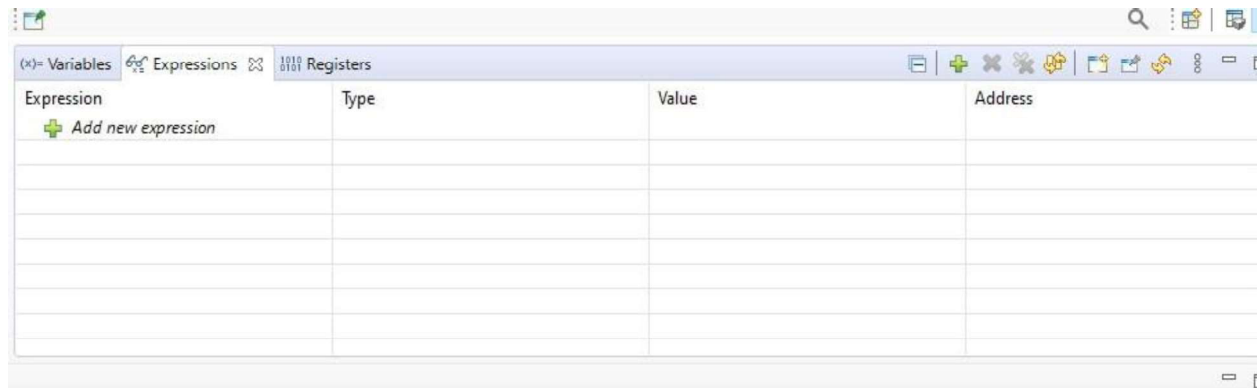 (x)= Variables Expressions Registers
Expression Type Value Address
Add new expression